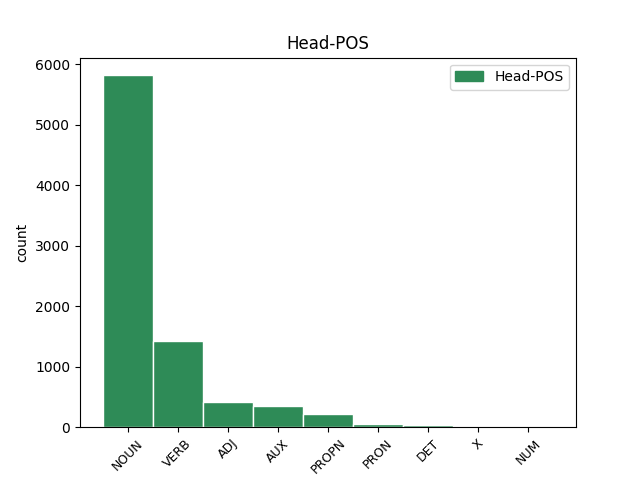 Head-POS
Head-POS
6000
5000
4000
3000
2000
1000
0
count
NOUN
VERB
ADJ
AUX
PROPN
PRON
DET
X
NUM